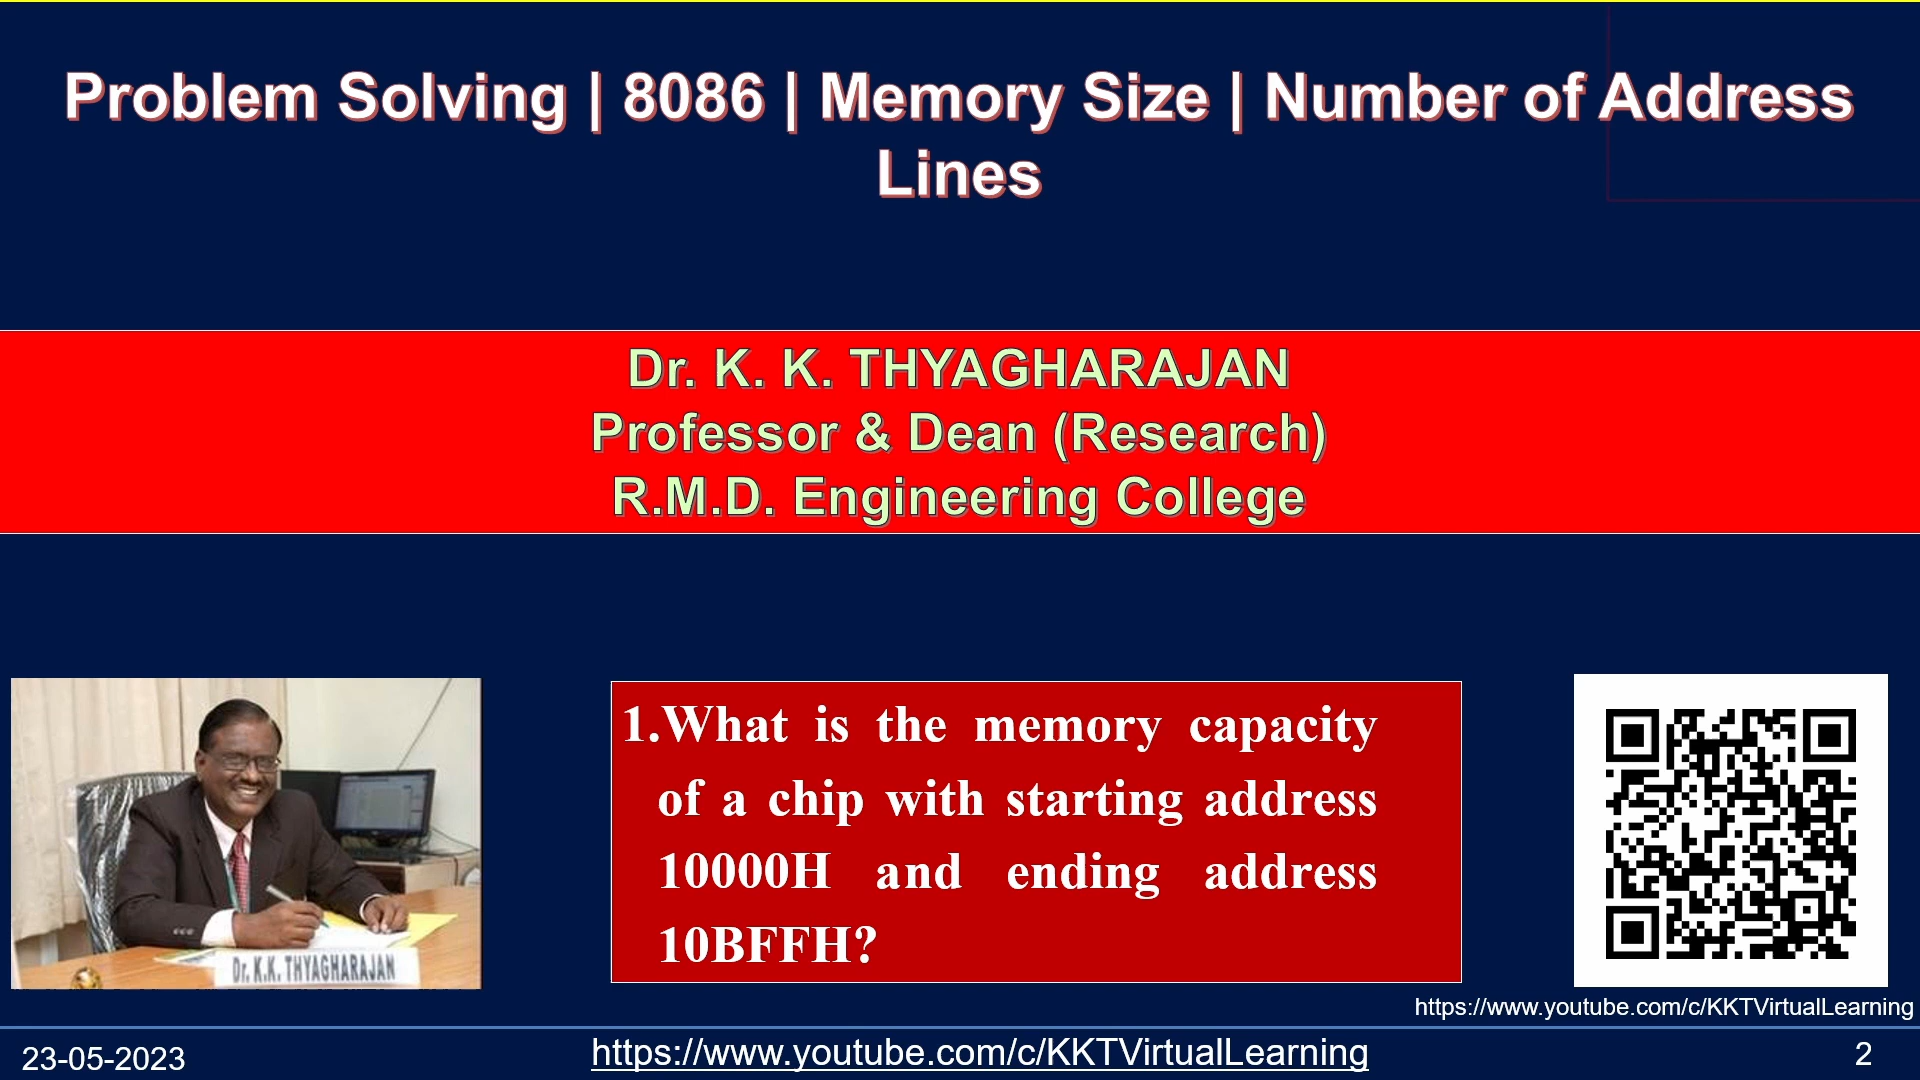 Problem Solving | 8086 | Memory Size | Number of Address
Lines
Dr. K. K. THYAGHARAJAN
Professor & Dean (Research)
R.M.D. Engineering College
Dr. K.K. THYAGHARAJAN
1.What is the memory capacity
of a chip with starting address
10000H and ending address
10BFFH?
https://www.youtube.com/c/KKTVirtualLearning
23-05-2023
https://www.youtube.com/c/KKTVirtualLearning
2